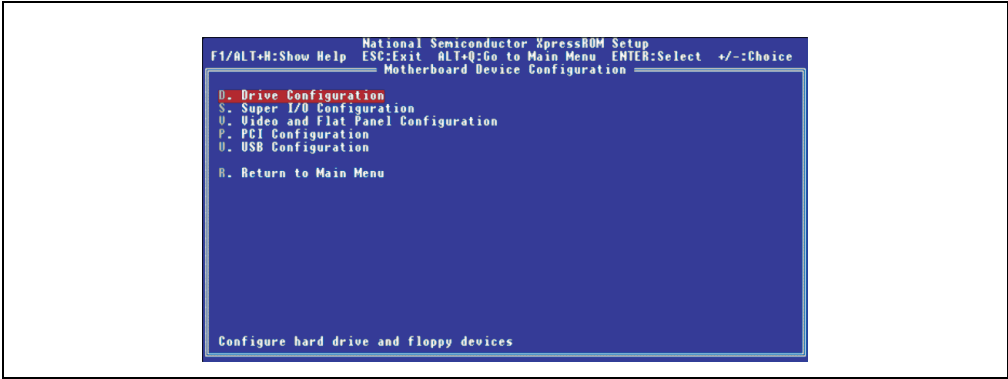 National Semiconductor XpressROM Setup
F1/ALT+H:Show Help ESC:Exit ALT+Q:Go to Main Menu ENTER:Select +/-:Choice
Motherboard Device Configuration
D. Drive Configuration
S. Super I/O Configuration
V. Video and Flat Panel Configuration
P. PCI Configuration
U. USB Configuration
R. Return to Main Menu
Configure hard drive and floppy devices